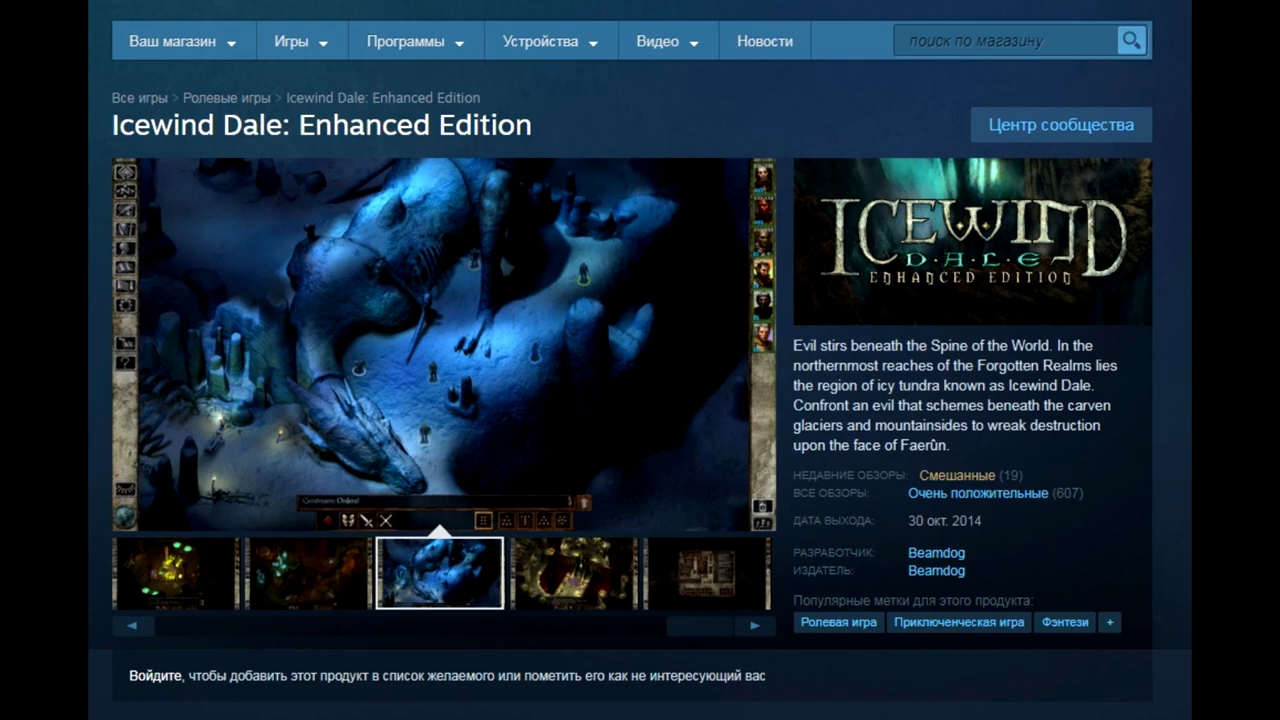 Ваш магазин
Игры
Программы
Устройства
Видео
Новости
поиск по магазину
Все игры > Ролевые игры > Icewind Dale: Enhanced Edition
Icewind Dale: Enhanced Edition
Центр сообщества
ICEWIND
D·A·L·E
ENHANCED EDITION
Evil stirs beneath the Spine of the World. In the
northernmost reaches of the Forgotten Realms lies
the region of icy tundra known as Icewind Dale.
Confront an evil that schemes beneath the carven
glaciers and mountainsides to wreak destruction
upon the face of Faerûn.
НЕДАВНИЕ ОБЗОРЫ: Смешанные (19)
ВСЕ ОБЗОРЫ: Очень положительные (607)
ДАТА ВЫХОДА: 30 окт. 2014
РАЗРАБОТЧИК: Beamdog
ИЗДАТЕЛЬ: Beamdog
Популярные метки для этого продукта:
Ролевая игра Приключенческая игра Фэнтези +
Войдите, чтобы добавить этот продукт в список желаемого или пометить его как не интересующий вас